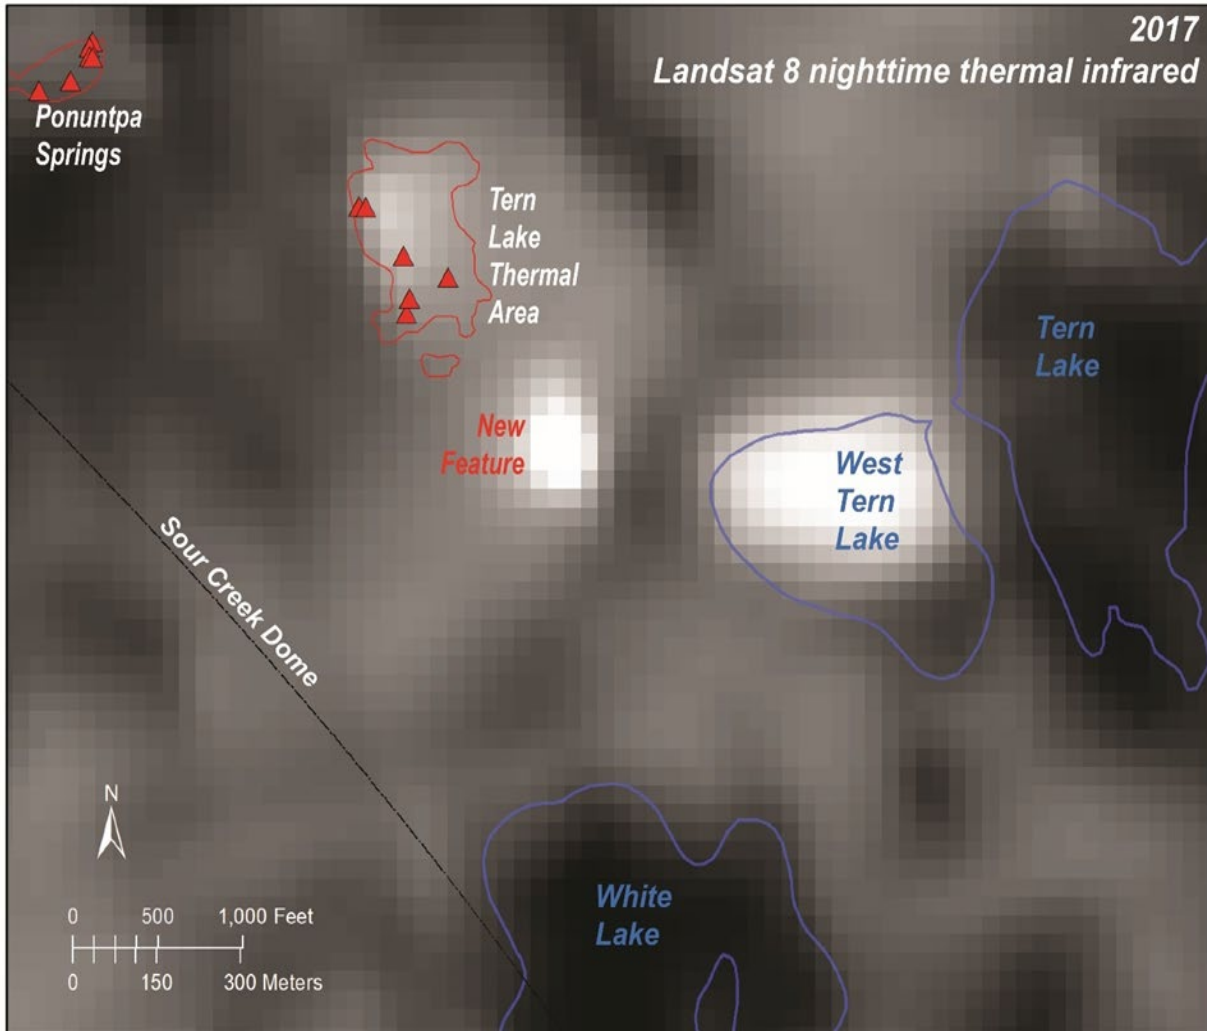 2017
Landsat 8 nighttime thermal infrared
Ponuntpa
Springs
Tern
Lake
Thermal
Area
Tern
Lake
New
Feature
West
Tern
Lake
Sour Creek Dome
N
White
Lake
0 500 1,000 Feet
0 150 300 Meters